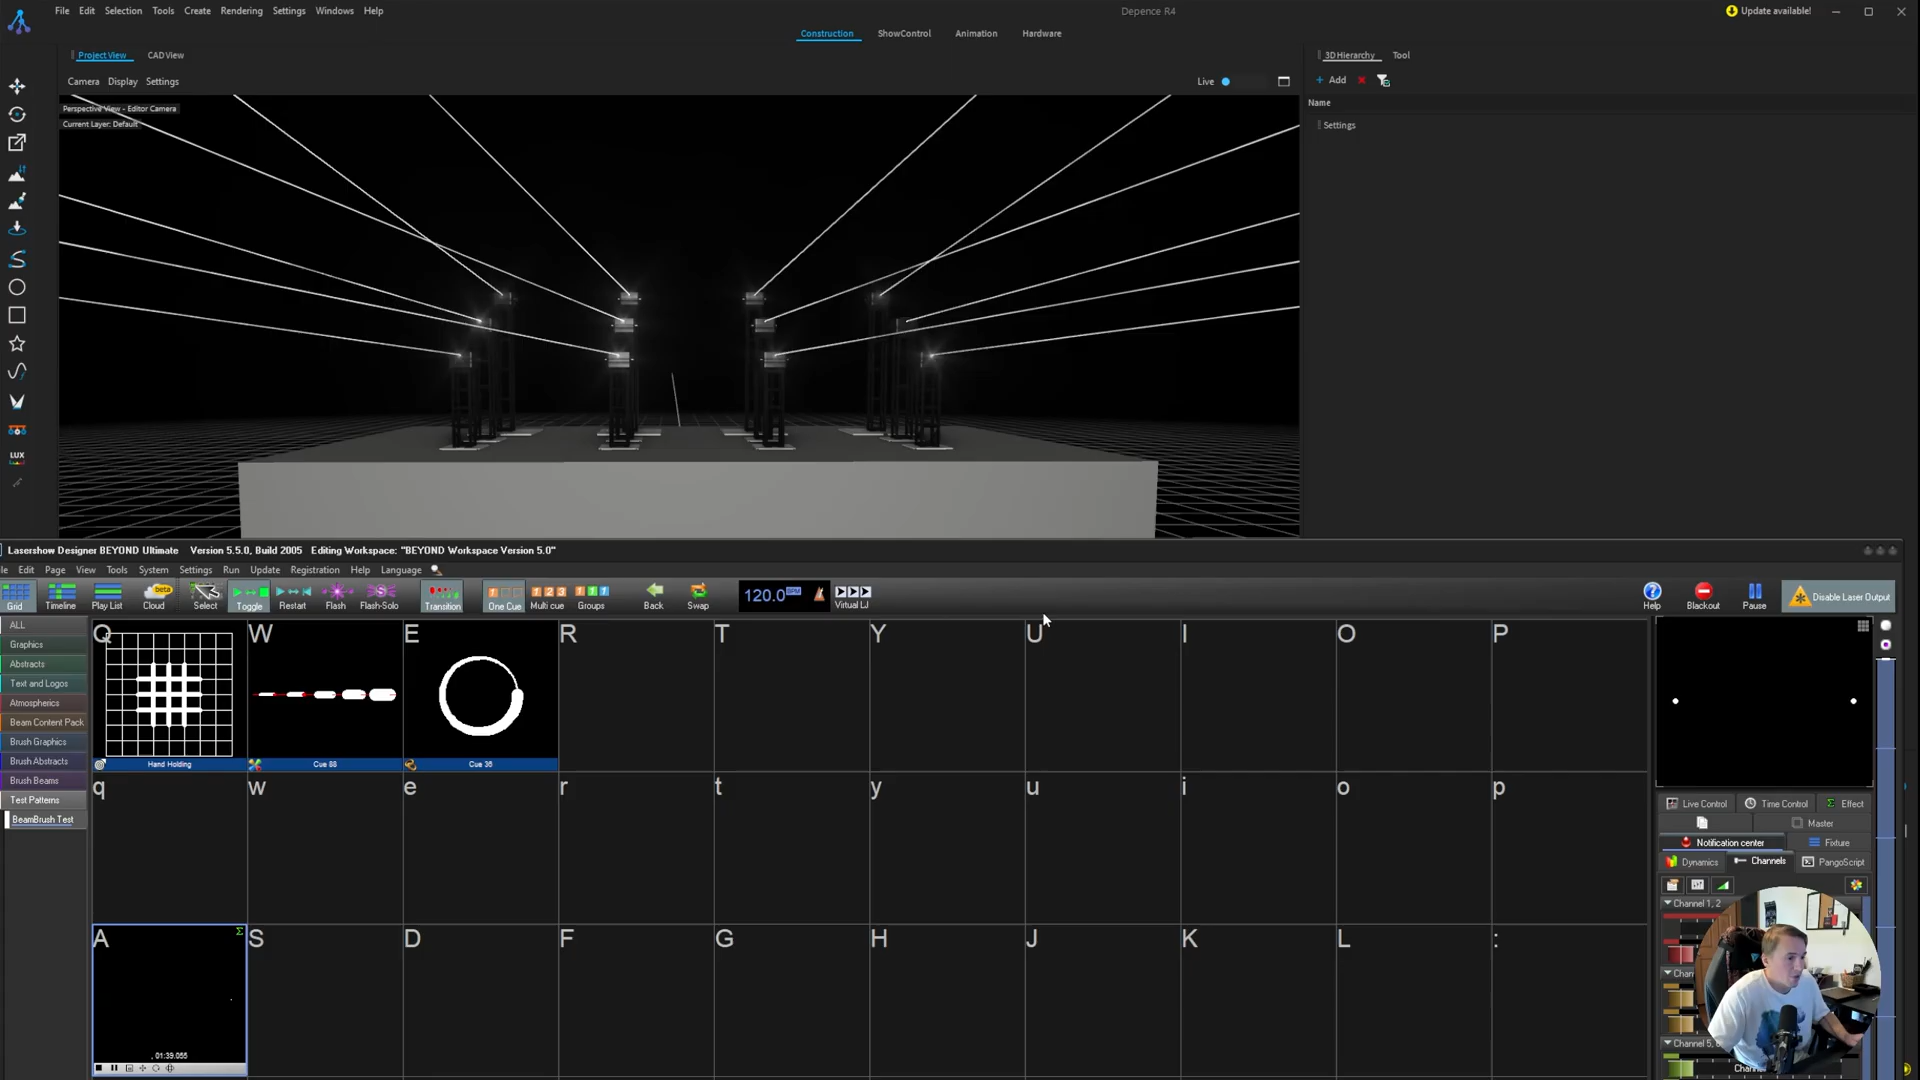 File Edit Selection Tools Create Rendering Settings Windows Help
Depence R4
Update available!
Construction ShowControl Animation Hardware
Project View CAD View
3D Hierarchy Tool
Camera Display Settings
Live
Add
Perspective View - Editor Camera
Name
Current Layer: Default
Settings
LUX
Lasershow Designer BEYOND Ultimate Version 5.5.0, Build 2005 Editing Workspace: "BEYOND Workspace Version 5.0"
le Edit Page View Tools System Settings Run Update Registration Help Language
beta
120.0 BPM
Grid Timeline Play List Cloud Select Toggle Restart Flash Flash-Solo Transition One Cue Multi cue Groups Back Swap Virtual LJ
Help Blackout Pause Disable Laser Output
ALL
Graphics
Abstracts
Text and Logos
Atmospherics
Beam Content Pack
Brush Graphics
Brush Abstracts
Brush Beams
Test Patterns
BeamBrush Test
Q W E R T Y U I O P
Hand Holding Cue 88 Cue 36
q w e r t y u i o p
A S D F G H J K L :
, 01:39.055
Live Control Time Control Effect
Master
Notification center Fixture
Dynamics Channels PangoScript
Channel 1, 2
Channel 5,